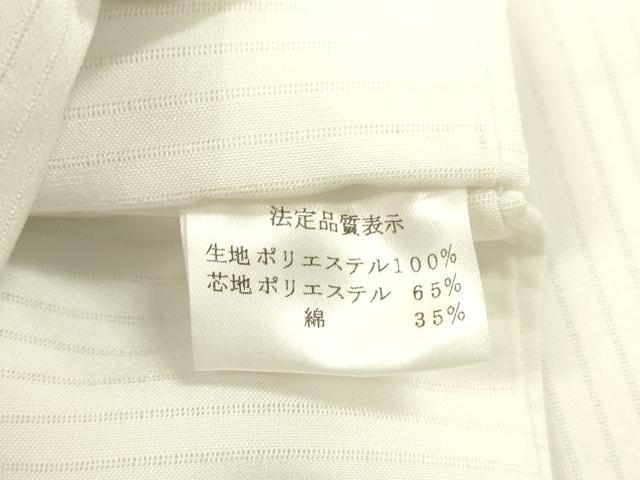 法定品質表示
生地 ポリエステル100%
芯地 ポリエステル 65%
綿 35%